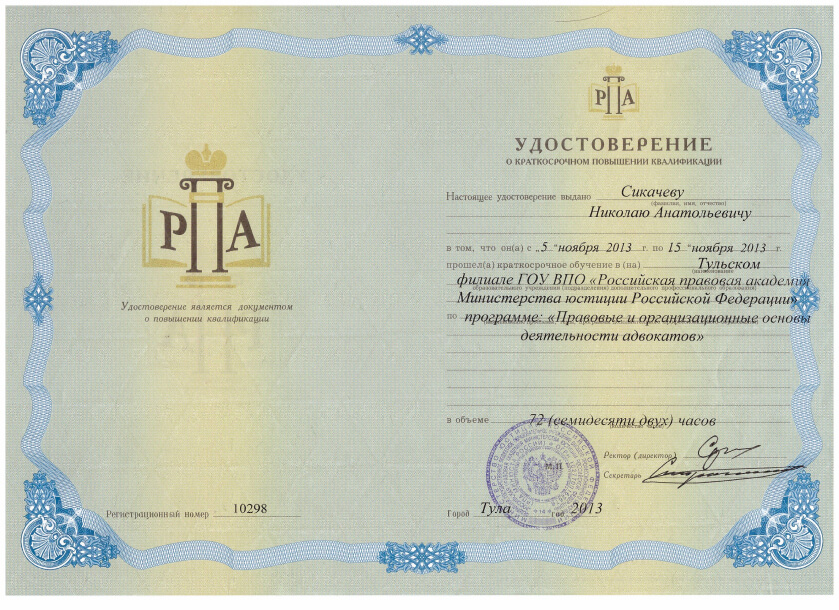 РПА
Удостоверение является документом
о повышении квалификации
Регистрационный номер 10298
РПА
УДОСТОВЕРЕНИЕ
О КРАТКОСРОЧНОМ ПОВЫШЕНИИ КВАЛИФИКАЦИИ
Настоящее удостоверение выдано Сикачеву
(фамилия, имя, отчество)
Николаю Анатольевичу
в том, что он(а) с „5 “ноября 2013 г. по 15 “ноября 2013 г.
прошел(а) краткосрочное обучение в (на) Тульском
(наименование
филиале ГОУ ВПО «Российская правовая академия
образовательного учреждения (подразделения) дополнительного профессионального образования)
Министерства юстиции Российской Федерации»
по программе: «Правовые и организационные основы
деятельности адвокатов»
в объеме 72 (семидесяти двух) часов
М.П.
Ректор (директор)
Секретарь
Город Тула год 2013